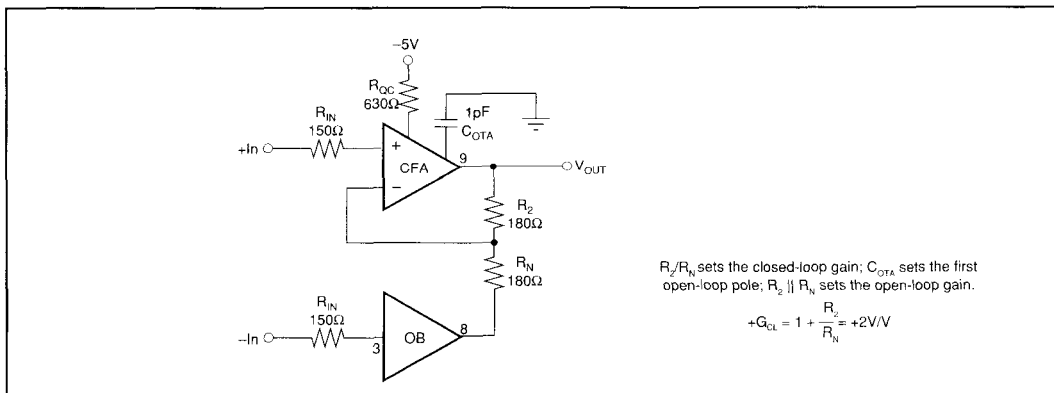 −5V
R_QC
630Ω
1pF
C_OTA
R_IN
150Ω
+In
+
CFA
−
9
V_OUT
R_2
180Ω
R_N
180Ω
R_IN
150Ω
−In
3
OB
8
R_2/R_N sets the closed-loop gain; C_OTA sets the first
open-loop pole; R_2 || R_N sets the open-loop gain.
+G_CL = 1 + R_2/R_N = +2V/V